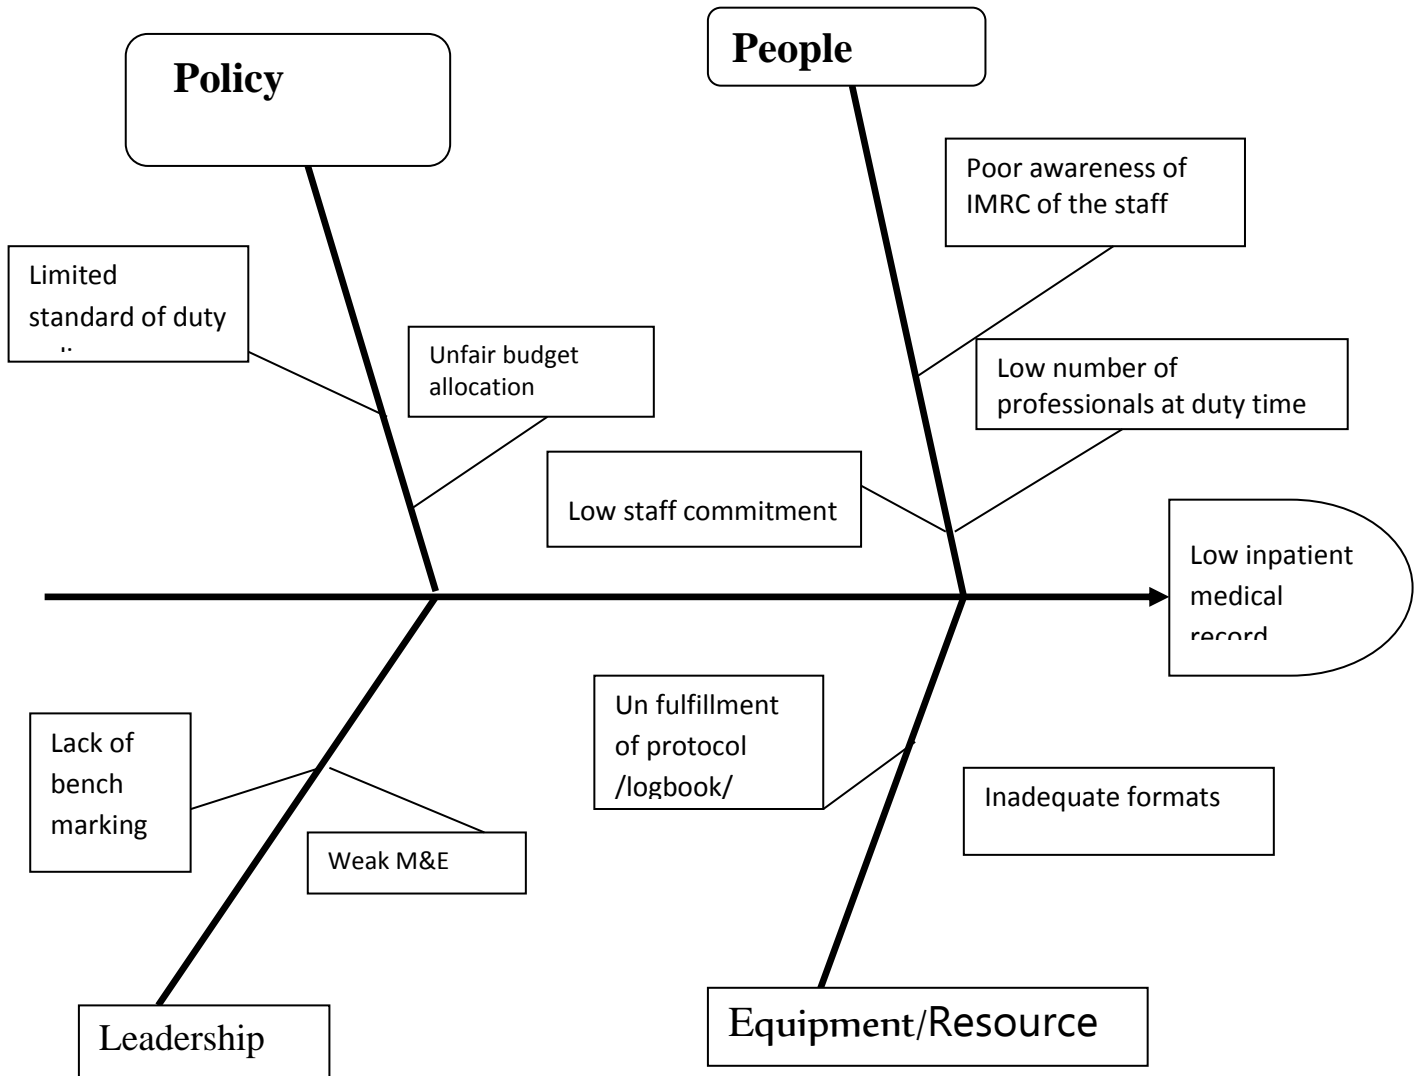 Policy
People
Poor awareness of
IMRC of the staff
Limited
standard of duty
Unfair budget
allocation
Low number of
professionals at duty time
Low staff commitment
Low inpatient
medical
record
Un fulfillment
of protocol
/logbook/
Lack of
bench
marking
Weak M&E
Inadequate formats
Leadership
Equipment/Resource